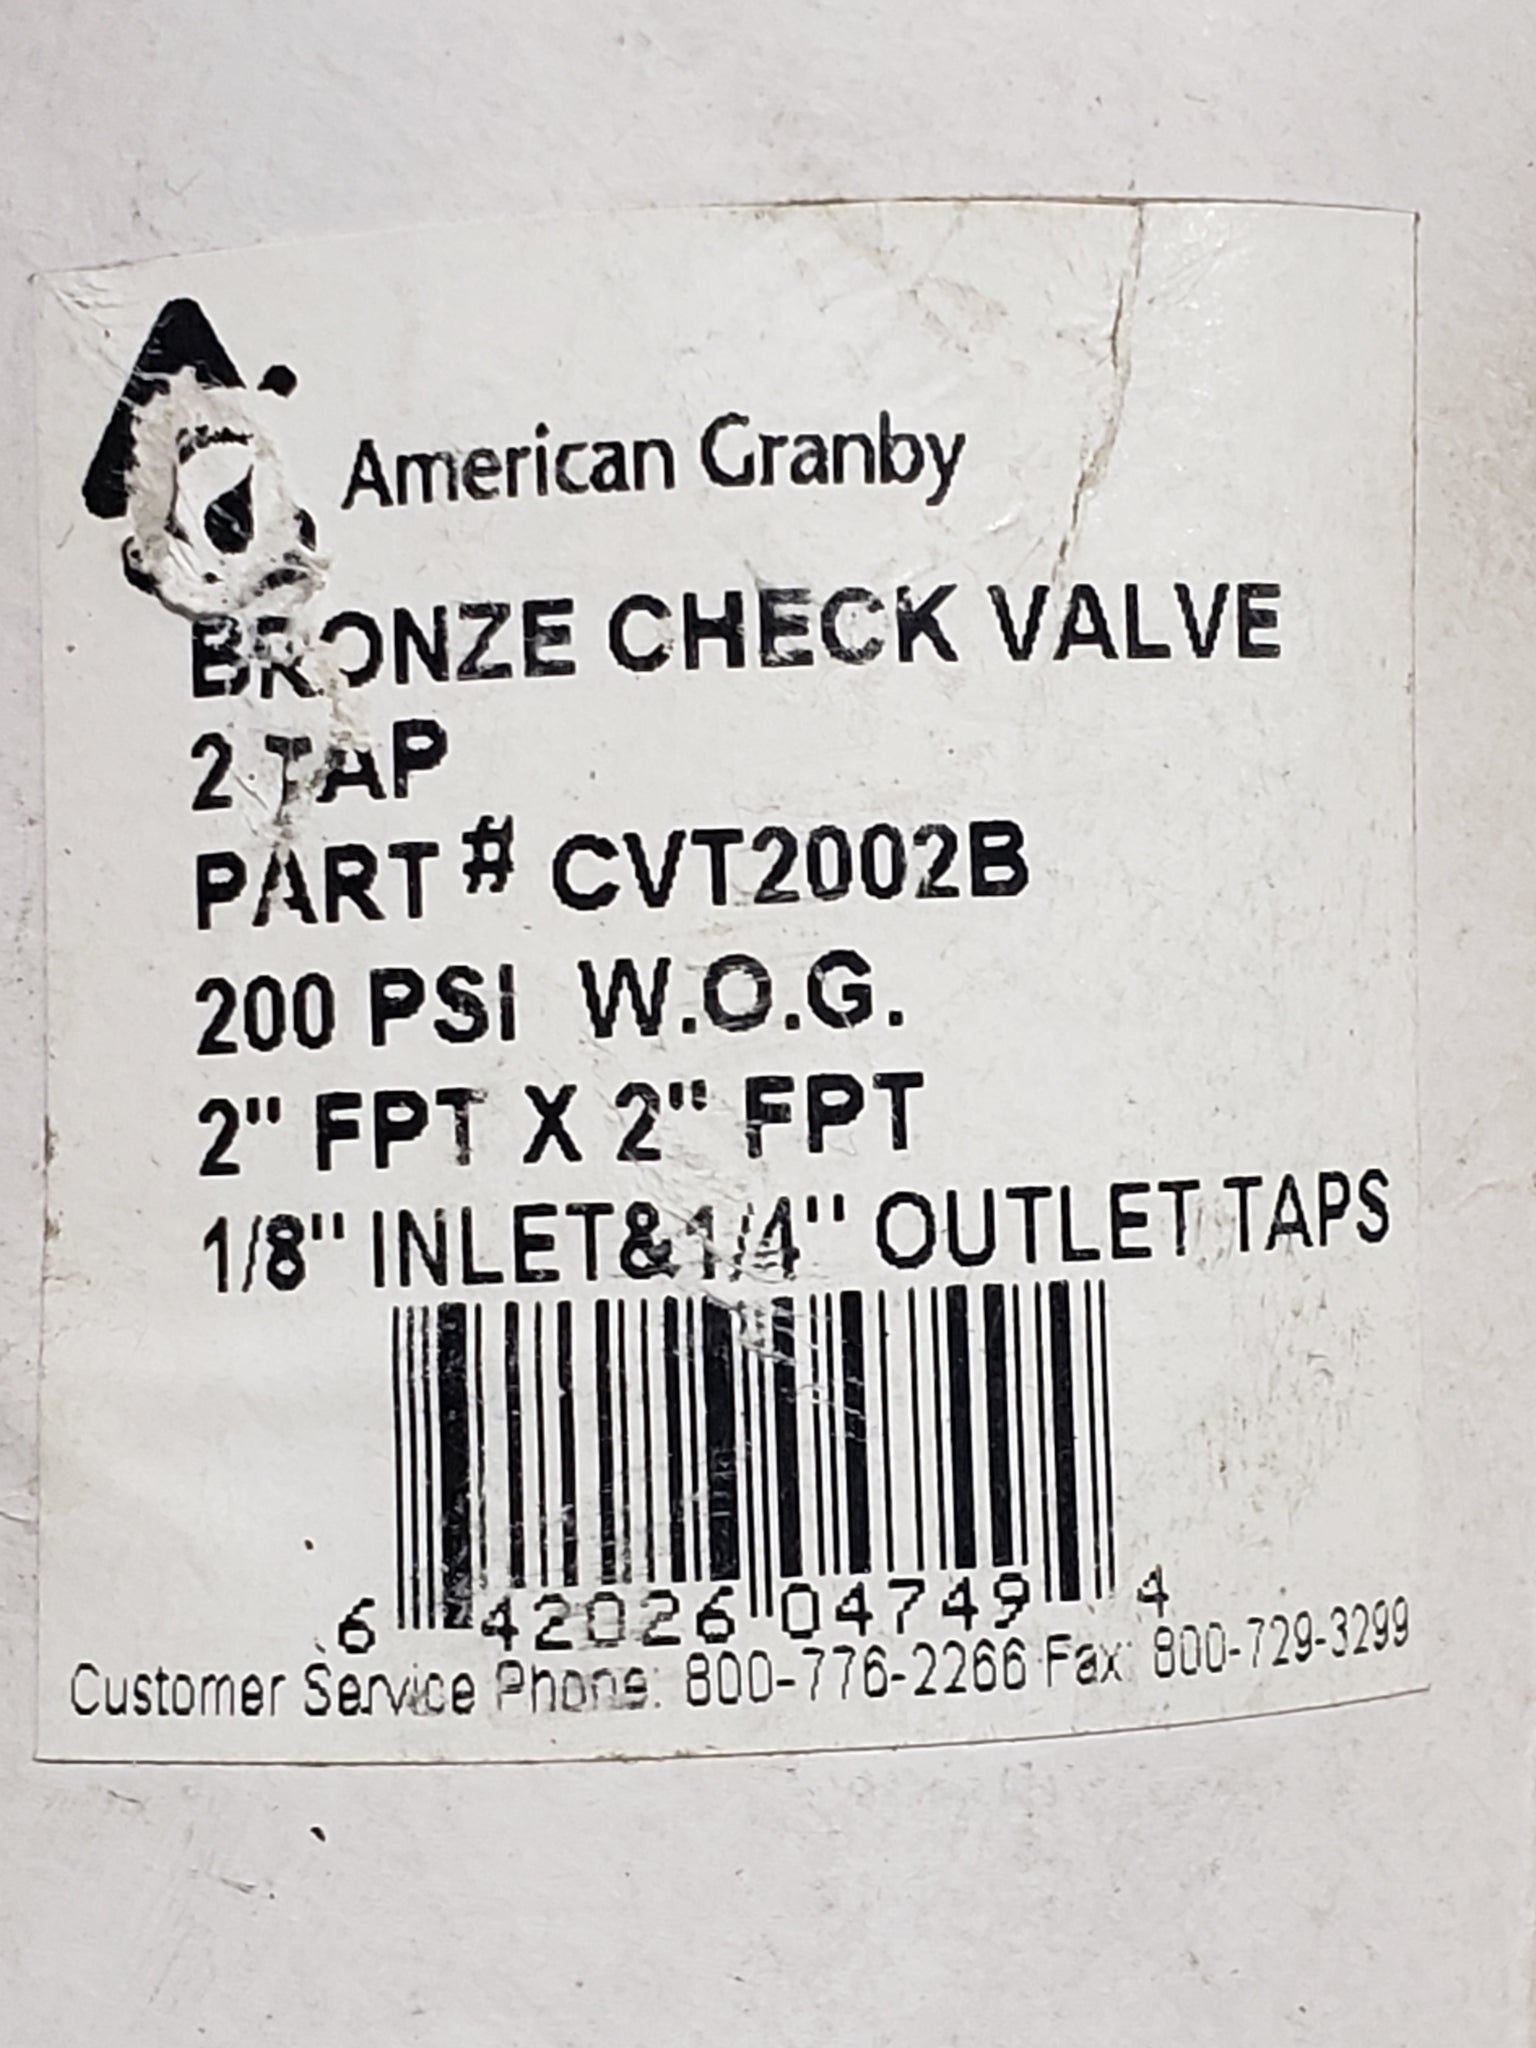 American Granby
BRONZE CHECK VALVE
2 TAP
PART # CVT2002B
200 PSI W.O.G.
2" FPT X 2" FPT
1/8" INLET&1/4" OUTLET TAPS
6 42026 04749 4
Customer Service Phone: 800-776-2266 Fax: 800-729-3299